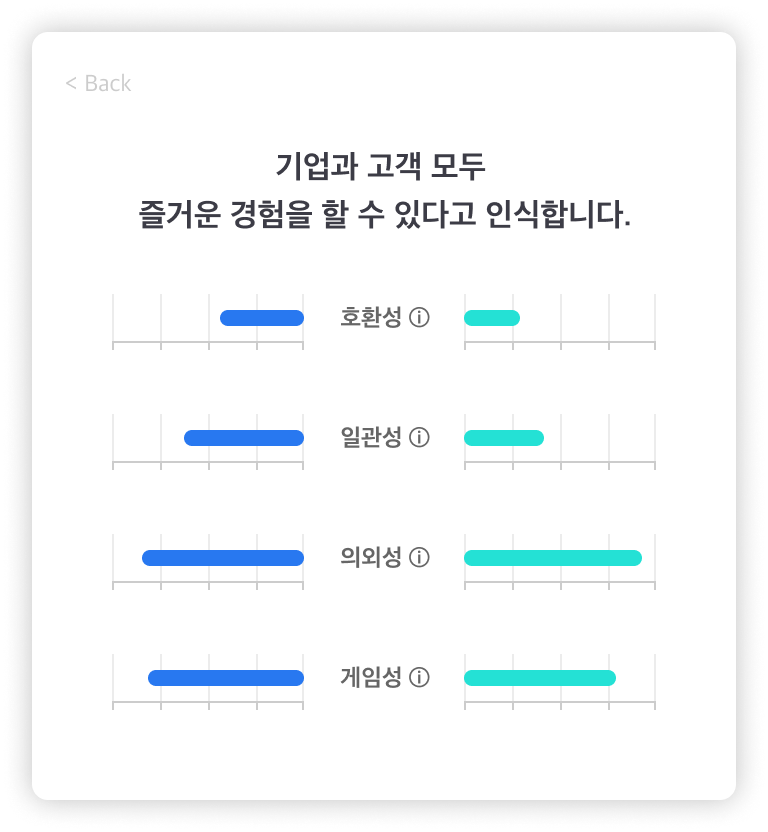 < Back
기업과 고객 모두
즐거운 경험을 할 수 있다고 인식합니다.
호환성 ⓘ
일관성 ⓘ
의외성 ⓘ
게임성 ⓘ